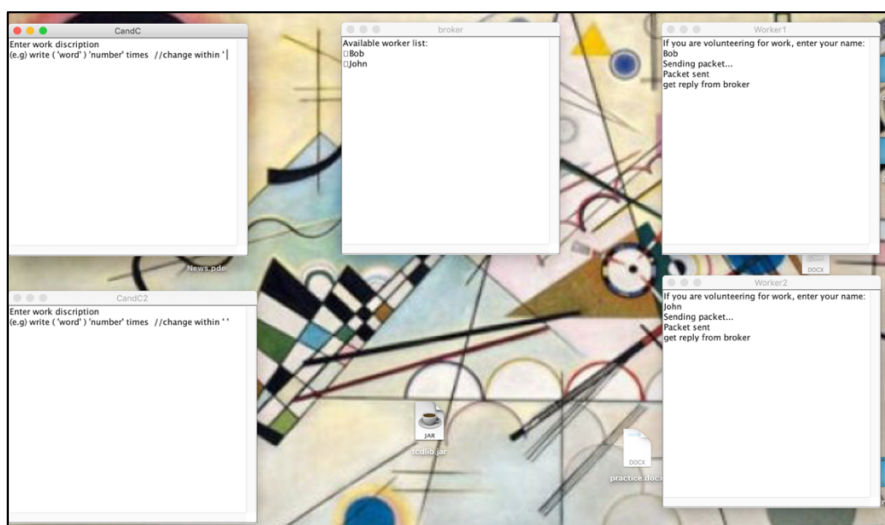 CandC
Enter work discription
(e.g) write ( 'word' ) 'number' times //change within '
broker
Available worker list:
Bob
John
Worker1
If you are volunteering for work, enter your name:
Bob
Sending packet...
Packet sent
get reply from broker
News.pde
DOCX
CandC2
Enter work discription
(e.g) write ( 'word' ) 'number' times //change within ' '
Worker2
If you are volunteering for work, enter your name:
John
Sending packet...
Packet sent
get reply from broker
JAR
tcdlib.jar
DOCX
practice.docx